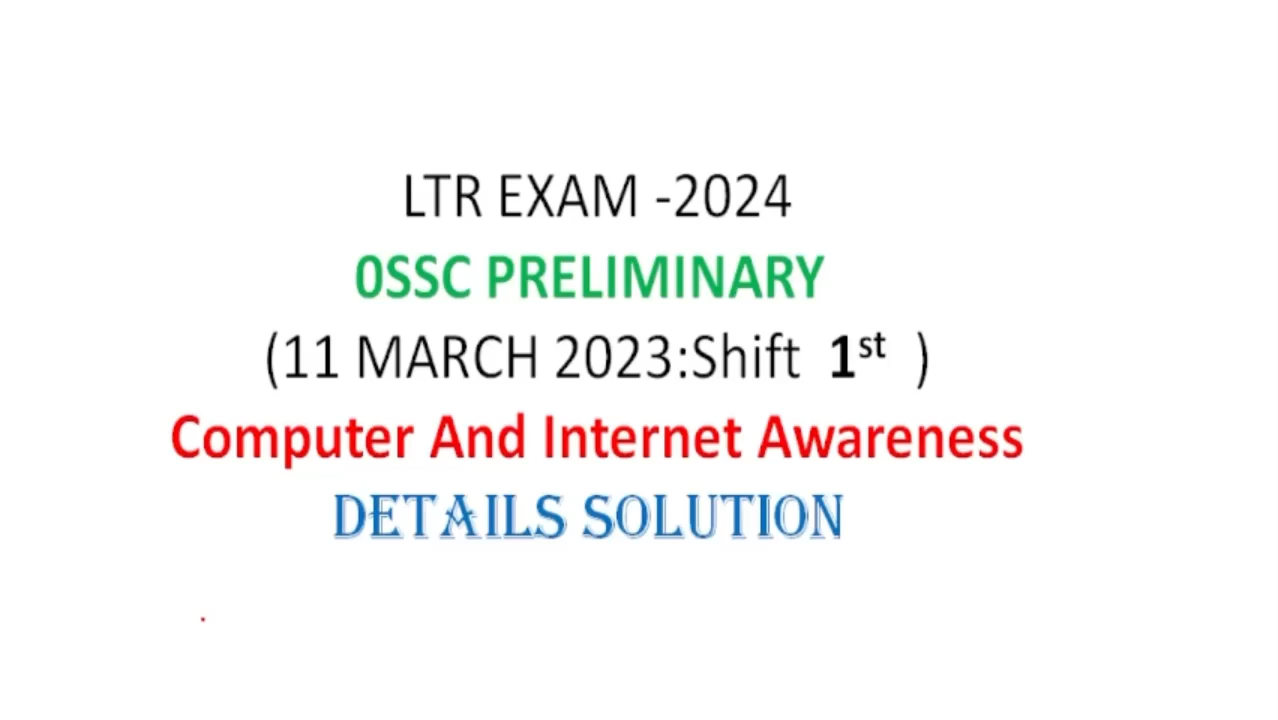 LTR EXAM -2024
0SSC PRELIMINARY
(11 MARCH 2023:Shift 1st )
Computer And Internet Awareness
DETAILS SOLUTION